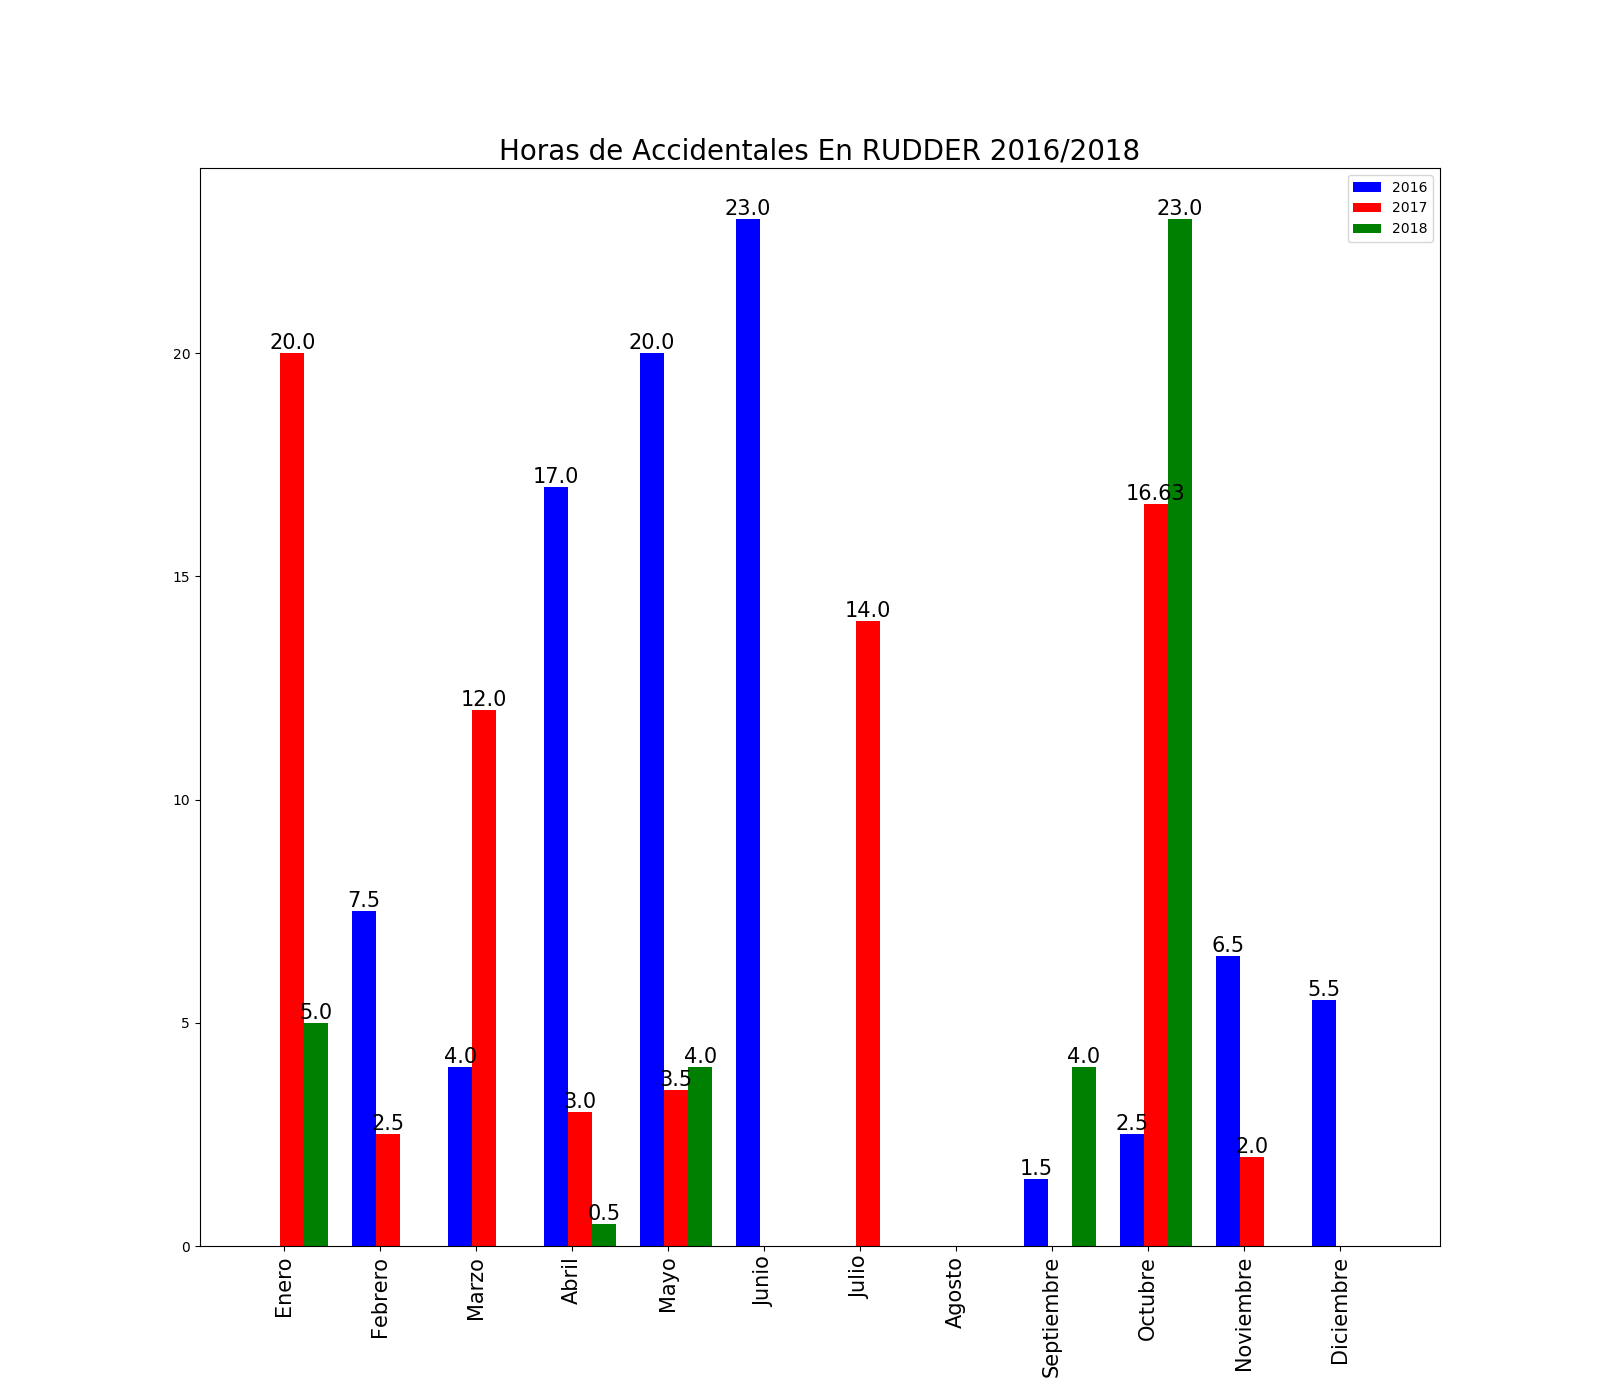 Horas de Accidentales En RUDDER 2016/2018
2016
2017
2018
23.0
23.0
20.0
20.0
17.0
16.63
14.0
12.0
7.5
6.5
5.5
5.0
4.0
4.0
4.0
3.5
3.0
2.5
2.5
2.0
1.5
0.5
20
15
10
5
0
Enero
Febrero
Marzo
Abril
Mayo
Junio
Julio
Agosto
Septiembre
Octubre
Noviembre
Diciembre